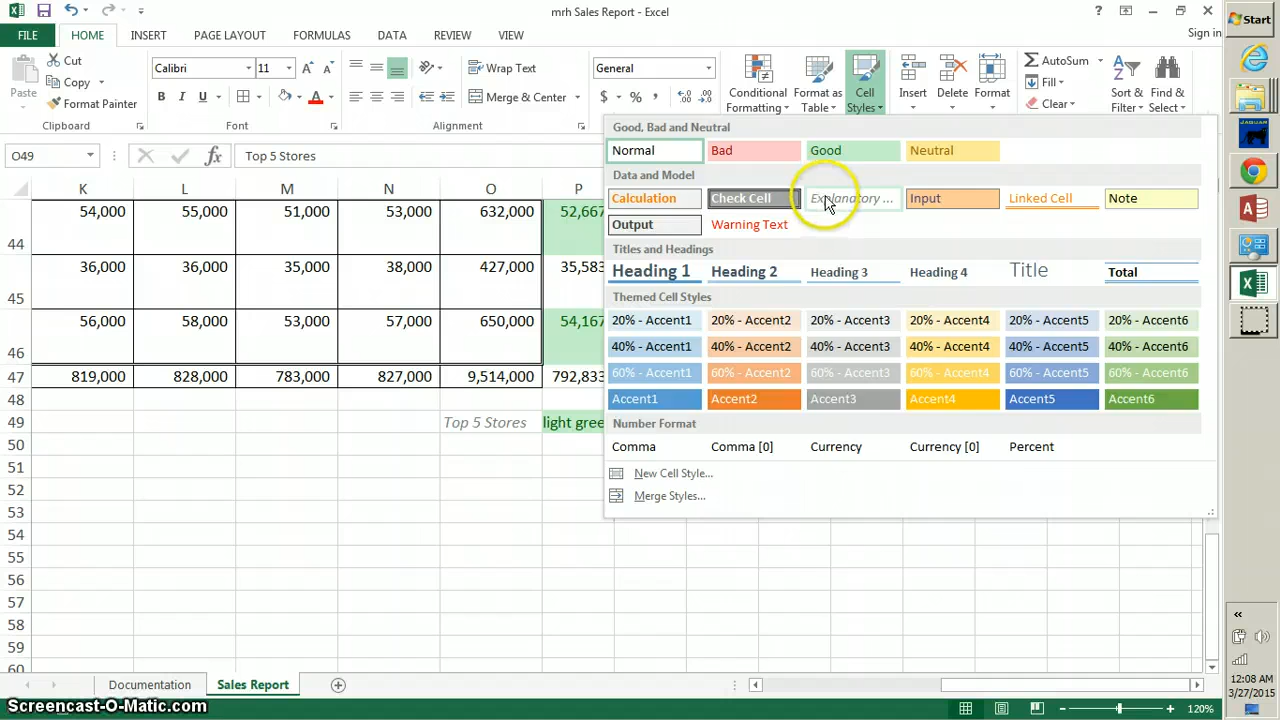 mrh Sales Report - Excel
?
Sign in
FILE HOME INSERT PAGE LAYOUT FORMULAS DATA REVIEW VIEW
Start
Cut
Copy
Format Painter
Paste
Clipboard
Calibri 11
B I U
Font
Wrap Text
Merge & Center
Alignment
General
$ % ,
Conditional Formatting
Format as Table
Cell Styles
Insert
Delete
Format
AutoSum
Fill
Clear
Sort & Filter
Find & Select
O49 fx Top 5 Stores
K L M N O P
54,000 55,000 51,000 53,000 632,000 52,667
44
36,000 36,000 35,000 38,000 427,000 35,583
45
56,000 58,000 53,000 57,000 650,000 54,167
46
47 819,000 828,000 783,000 827,000 9,514,000 792,833
48
49 Top 5 Stores light gree
50
51
52
53
54
55
56
57
58
59
60
Good, Bad and Neutral
Normal Bad Good Neutral
Data and Model
Calculation Check Cell Explanatory ... Input Linked Cell Note
Output Warning Text
Titles and Headings
Heading 1 Heading 2 Heading 3 Heading 4 Title Total
Themed Cell Styles
20% - Accent1 20% - Accent2 20% - Accent3 20% - Accent4 20% - Accent5 20% - Accent6
40% - Accent1 40% - Accent2 40% - Accent3 40% - Accent4 40% - Accent5 40% - Accent6
60% - Accent1 60% - Accent2 60% - Accent3 60% - Accent4 60% - Accent5 60% - Accent6
Accent1 Accent2 Accent3 Accent4 Accent5 Accent6
Number Format
Comma Comma [0] Currency Currency [0] Percent
New Cell Style...
Merge Styles...
JAGUAR
Documentation Sales Report
Screencast-O-Matic.com
120%
12:08 AM
3/27/2015